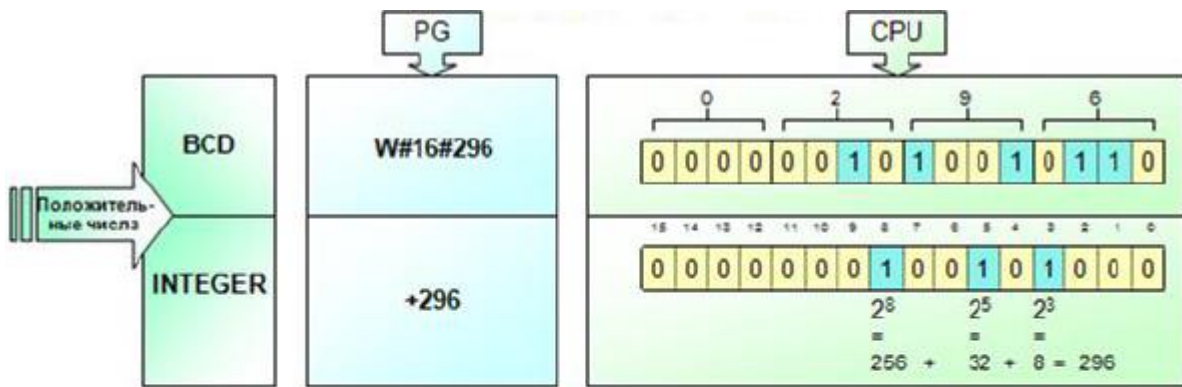 PG
CPU
BCD
W#16#296
0 2 9 6
0 0 0 0 0 0 1 0 1 0 0 1 0 1 1 0
Положитель-
ные числа
INTEGER
+296
15 14 13 12 11 10 9 8 7 6 5 4 3 2 1 0
0 0 0 0 0 0 0 1 0 0 1 0 1 0 0 0
2⁸ 2⁵ 2³
= = =
256 + 32 + 8 = 296